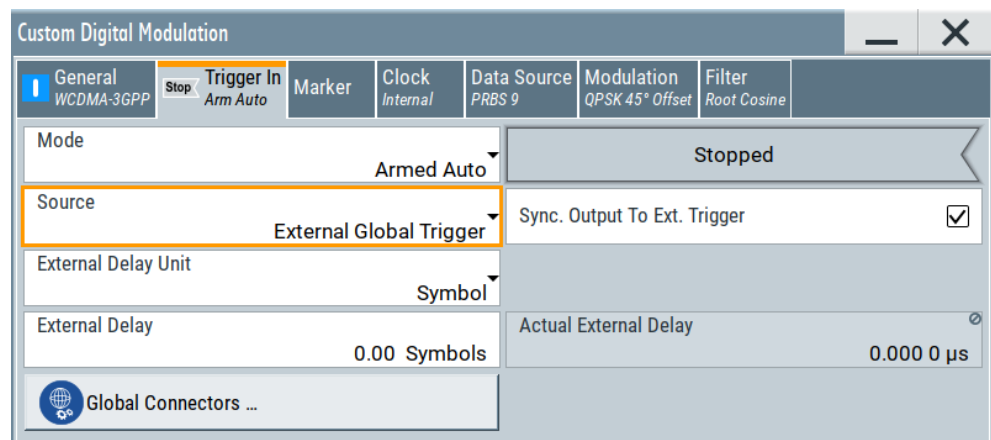 Custom Digital Modulation
General
WCDMA-3GPP
Stop
Trigger In
Arm Auto
Marker
Clock
Internal
Data Source
PRBS 9
Modulation
QPSK 45° Offset
Filter
Root Cosine
Mode
Armed Auto
Stopped
Source
External Global Trigger
Sync. Output To Ext. Trigger
External Delay Unit
Symbol
External Delay
0.00 Symbols
Actual External Delay
0.000 0 µs
Global Connectors ...